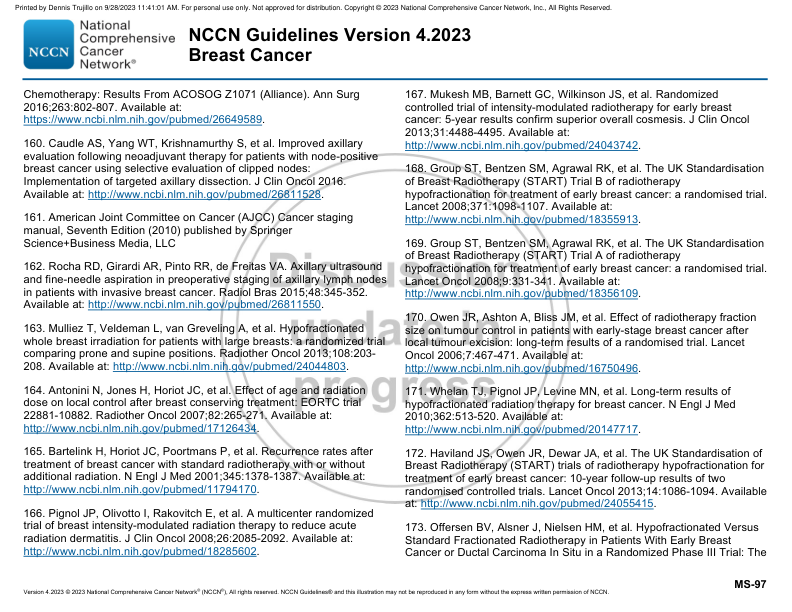 Printed by Dennis Trujillo on 9/28/2023 11:41:01 AM. For personal use only. Not approved for distribution. Copyright © 2023 National Comprehensive Cancer Network, Inc., All Rights Reserved.
NCCN
National
Comprehensive
Cancer
Network®
NCCN Guidelines Version 4.2023
Breast Cancer
Chemotherapy: Results From ACOSOG Z1071 (Alliance). Ann Surg
2016;263:802-807. Available at:
https://www.ncbi.nlm.nih.gov/pubmed/26649589.
160. Caudle AS, Yang WT, Krishnamurthy S, et al. Improved axillary
evaluation following neoadjuvant therapy for patients with node-positive
breast cancer using selective evaluation of clipped nodes:
Implementation of targeted axillary dissection. J Clin Oncol 2016.
Available at: http://www.ncbi.nlm.nih.gov/pubmed/26811528.
161. American Joint Committee on Cancer (AJCC) Cancer staging
manual, Seventh Edition (2010) published by Springer
Science+Business Media, LLC
162. Rocha RD, Girardi AR, Pinto RR, de Freitas VA. Axillary ultrasound
and fine-needle aspiration in preoperative staging of axillary lymph nodes
in patients with invasive breast cancer. Radiol Bras 2015;48:345-352.
Available at: http://www.ncbi.nlm.nih.gov/pubmed/26811550.
163. Mulliez T, Veldeman L, van Greveling A, et al. Hypofractionated
whole breast irradiation for patients with large breasts: a randomized trial
comparing prone and supine positions. Radiother Oncol 2013;108:203-
208. Available at: http://www.ncbi.nlm.nih.gov/pubmed/24044803.
164. Antonini N, Jones H, Horiot JC, et al. Effect of age and radiation
dose on local control after breast conserving treatment: EORTC trial
22881-10882. Radiother Oncol 2007;82:265-271. Available at:
http://www.ncbi.nlm.nih.gov/pubmed/17126434.
165. Bartelink H, Horiot JC, Poortmans P, et al. Recurrence rates after
treatment of breast cancer with standard radiotherapy with or without
additional radiation. N Engl J Med 2001;345:1378-1387. Available at:
http://www.ncbi.nlm.nih.gov/pubmed/11794170.
166. Pignol JP, Olivotto I, Rakovitch E, et al. A multicenter randomized
trial of breast intensity-modulated radiation therapy to reduce acute
radiation dermatitis. J Clin Oncol 2008;26:2085-2092. Available at:
http://www.ncbi.nlm.nih.gov/pubmed/18285602.
167. Mukesh MB, Barnett GC, Wilkinson JS, et al. Randomized
controlled trial of intensity-modulated radiotherapy for early breast
cancer: 5-year results confirm superior overall cosmesis. J Clin Oncol
2013;31:4488-4495. Available at:
http://www.ncbi.nlm.nih.gov/pubmed/24043742.
168. Group ST, Bentzen SM, Agrawal RK, et al. The UK Standardisation
of Breast Radiotherapy (START) Trial B of radiotherapy
hypofractionation for treatment of early breast cancer: a randomised trial.
Lancet 2008;371:1098-1107. Available at:
http://www.ncbi.nlm.nih.gov/pubmed/18355913.
169. Group ST, Bentzen SM, Agrawal RK, et al. The UK Standardisation
of Breast Radiotherapy (START) Trial A of radiotherapy
hypofractionation for treatment of early breast cancer: a randomised trial.
Lancet Oncol 2008;9:331-341. Available at:
http://www.ncbi.nlm.nih.gov/pubmed/18356109.
170. Owen JR, Ashton A, Bliss JM, et al. Effect of radiotherapy fraction
size on tumour control in patients with early-stage breast cancer after
local tumour excision: long-term results of a randomised trial. Lancet
Oncol 2006;7:467-471. Available at:
http://www.ncbi.nlm.nih.gov/pubmed/16750496.
171. Whelan TJ, Pignol JP, Levine MN, et al. Long-term results of
hypofractionated radiation therapy for breast cancer. N Engl J Med
2010;362:513-520. Available at:
http://www.ncbi.nlm.nih.gov/pubmed/20147717.
172. Haviland JS, Owen JR, Dewar JA, et al. The UK Standardisation of
Breast Radiotherapy (START) trials of radiotherapy hypofractionation for
treatment of early breast cancer: 10-year follow-up results of two
randomised controlled trials. Lancet Oncol 2013;14:1086-1094. Available
at: http://www.ncbi.nlm.nih.gov/pubmed/24055415.
173. Offersen BV, Alsner J, Nielsen HM, et al. Hypofractionated Versus
Standard Fractionated Radiotherapy in Patients With Early Breast
Cancer or Ductal Carcinoma In Situ in a Randomized Phase III Trial: The
Discussion
update in
progress
MS-97
Version 4.2023 © 2023 National Comprehensive Cancer Network® (NCCN®), All rights reserved. NCCN Guidelines® and this illustration may not be reproduced in any form without the express written permission of NCCN.